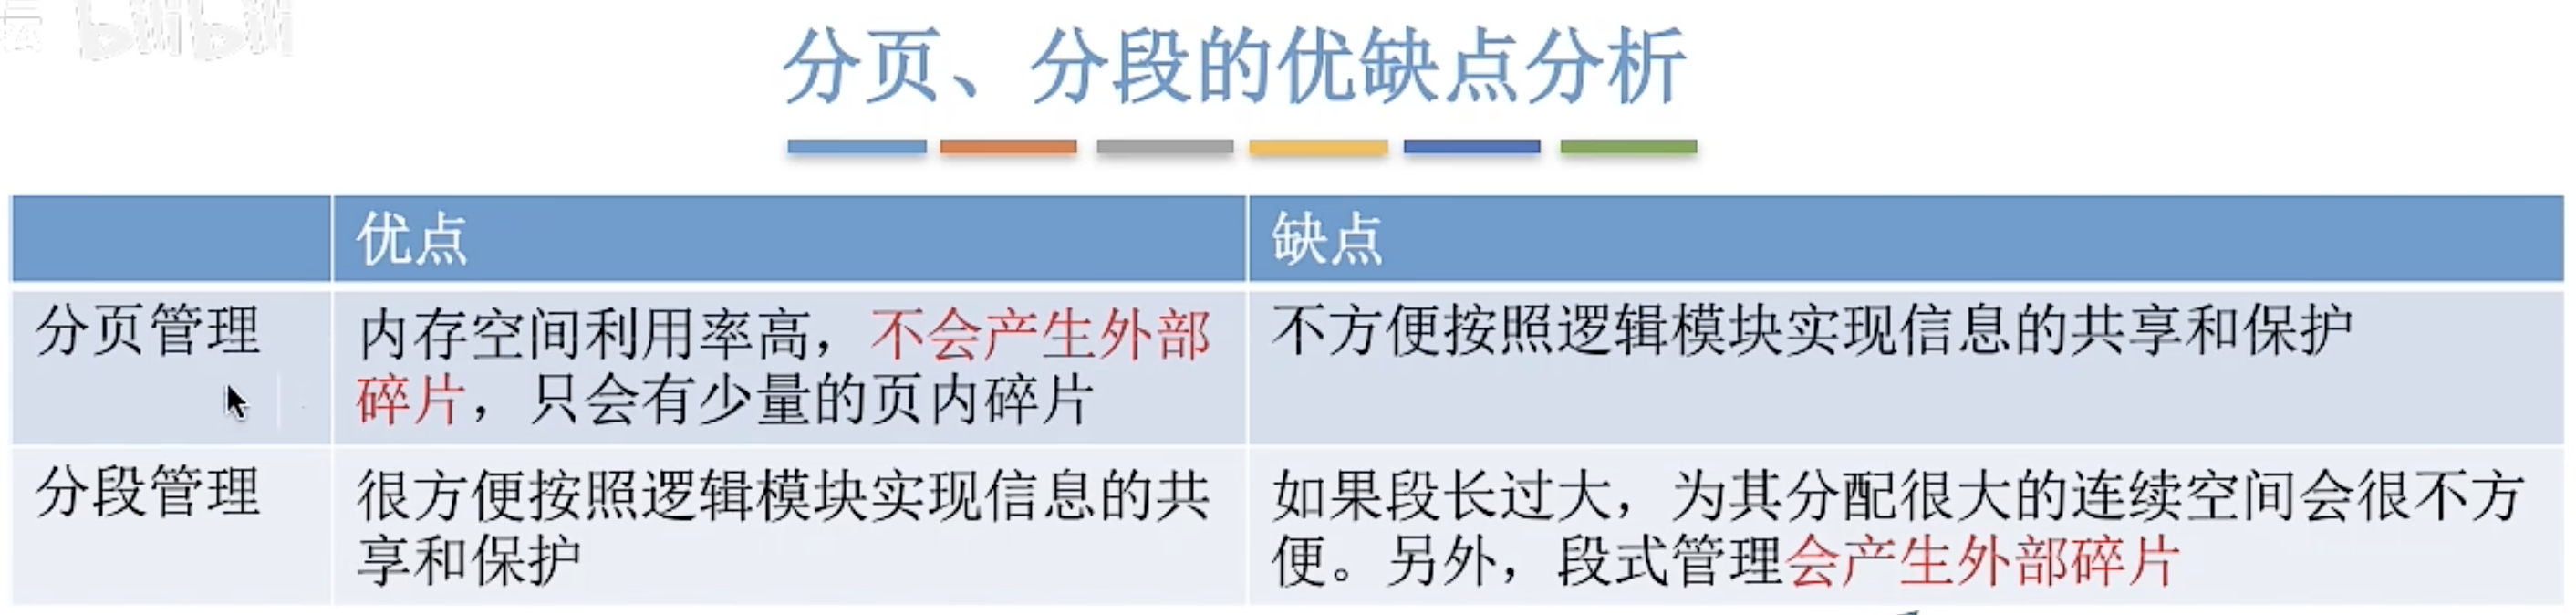 分页、分段的优缺点分析
优点
缺点
分页管理
内存空间利用率高，不会产生外部
碎片，只会有少量的页内碎片
不方便按照逻辑模块实现信息的共享和保护
分段管理
很方便按照逻辑模块实现信息的共
享和保护
如果段长过大，为其分配很大的连续空间会很不方
便。另外，段式管理会产生外部碎片